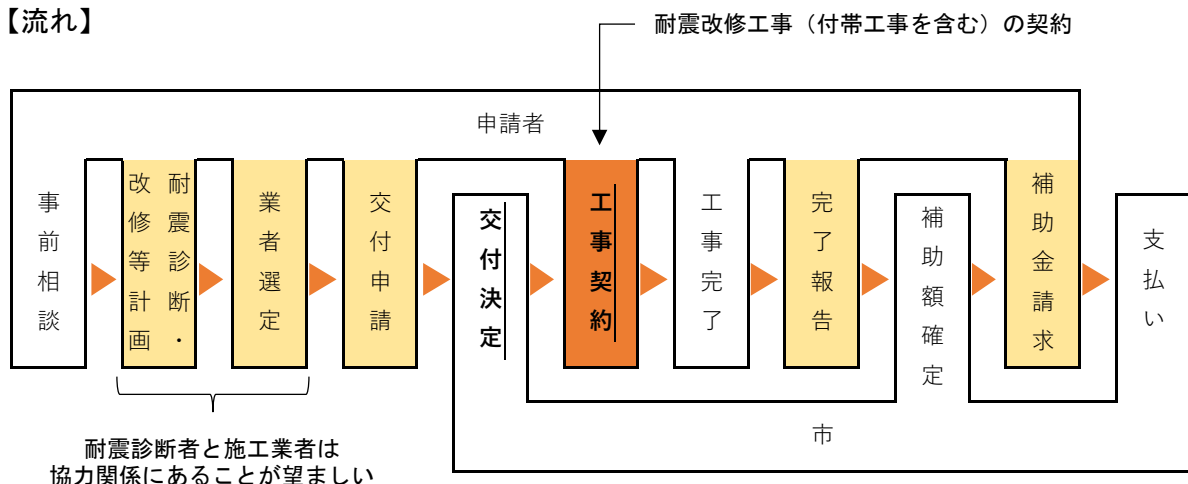 【流れ】
耐震改修工事（付帯工事を含む）の契約
申請者
事前相談
耐震診断・
改修等計画
業者選定
交付申請
交付決定
工事契約
工事完了
完了報告
補助額確定
補助金請求
支払い
市
耐震診断者と施工業者は
協力関係にあることが望ましい